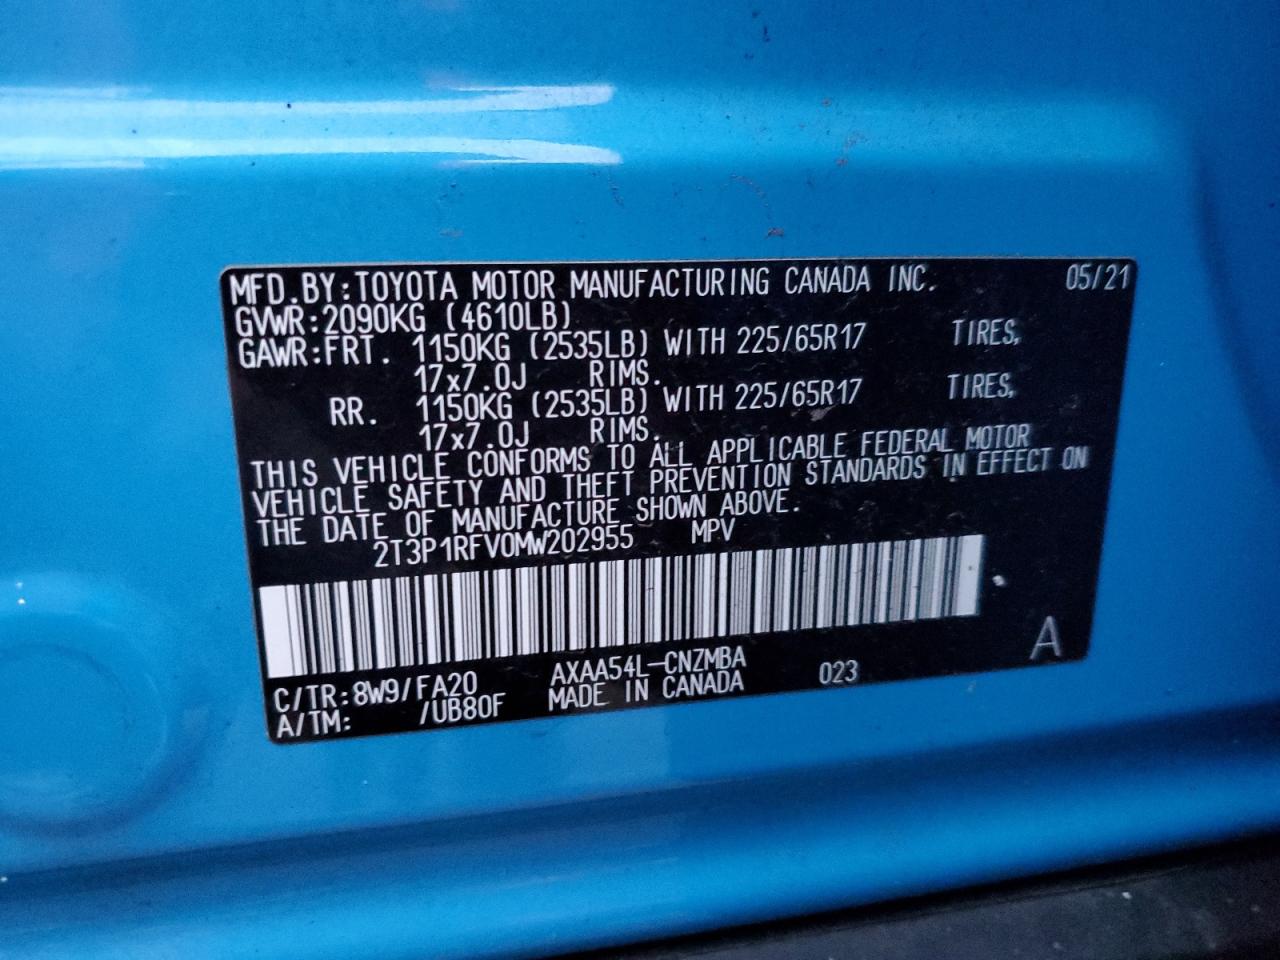 MFD.BY:TOYOTA MOTOR MANUFACTURING CANADA INC. 05/21
GVWR:2090KG (4610LB)
GAWR:FRT. 1150KG (2535LB) WITH 225/65R17 TIRES,
17x7.0J RIMS.
RR. 1150KG (2535LB) WITH 225/65R17 TIRES,
17x7.0J RIMS.
THIS VEHICLE CONFORMS TO ALL APPLICABLE FEDERAL MOTOR
VEHICLE SAFETY AND THEFT PREVENTION STANDARDS IN EFFECT ON
THE DATE OF MANUFACTURE SHOWN ABOVE.
2T3P1RFV0MW202955 MPV
A
C/TR:8W9/FA20 AXAA54L-CNZMBA 023
A/TM: /UB80F MADE IN CANADA